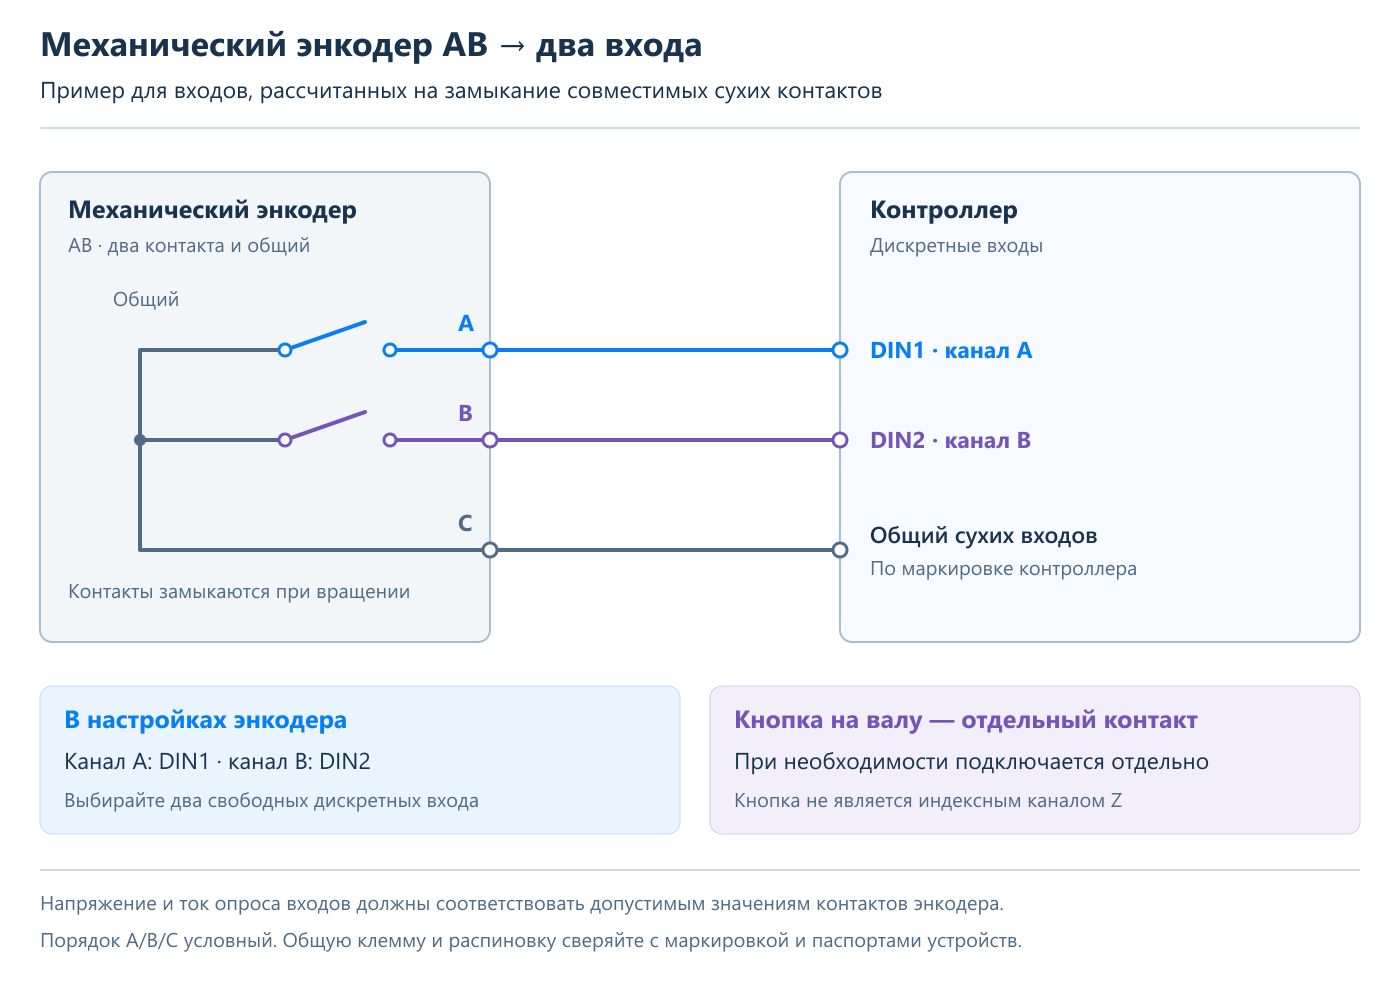 Механический энкодер AB → два входа
Пример для входов, рассчитанных на замыкание совместимых сухих контактов
Механический энкодер
AB · два контакта и общий
Общий
A
B
C
Контакты замыкаются при вращении
Контроллер
Дискретные входы
DIN1 · канал A
DIN2 · канал B
Общий сухих входов
По маркировке контроллера
В настройках энкодера
Канал A: DIN1 · канал B: DIN2
Выбирайте два свободных дискретных входа
Кнопка на валу — отдельный контакт
При необходимости подключается отдельно
Кнопка не является индексным каналом Z
Напряжение и ток опроса входов должны соответствовать допустимым значениям контактов энкодера.
Порядок A/B/C условный. Общую клемму и распиновку сверяйте с маркировкой и паспортами устройств.